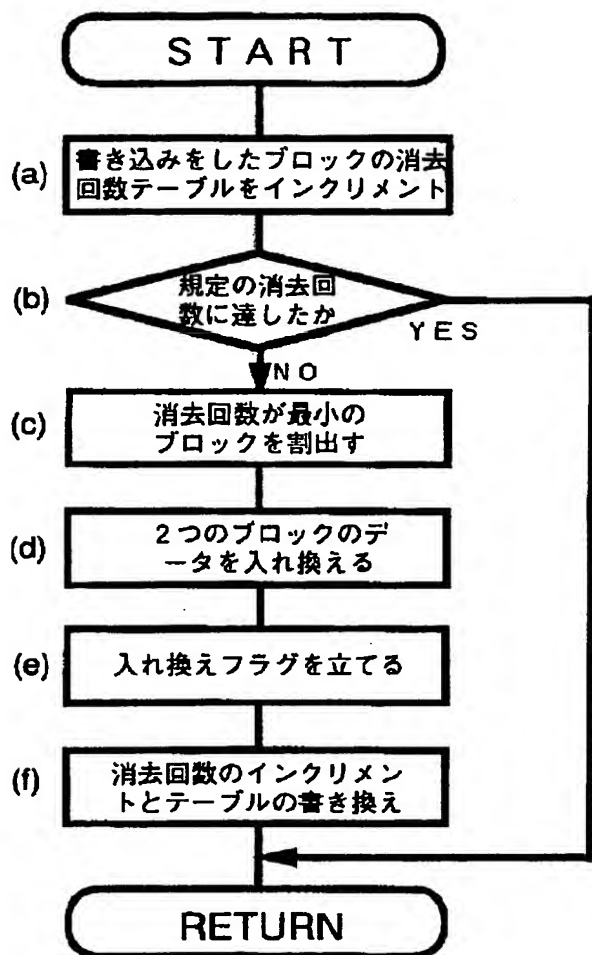 START
(a)
書き込みをしたブロックの消去
回数テーブルをインクリメント
(b)
規定の消去回
数に達したか
YES
NO
(c)
消去回数が最小の
ブロックを割出す
(d)
2つのブロックのデ
ータを入れ換える
(e)
入れ換えフラグを立てる
(f)
消去回数のインクリメン
トとテーブルの書き換え
RETURN